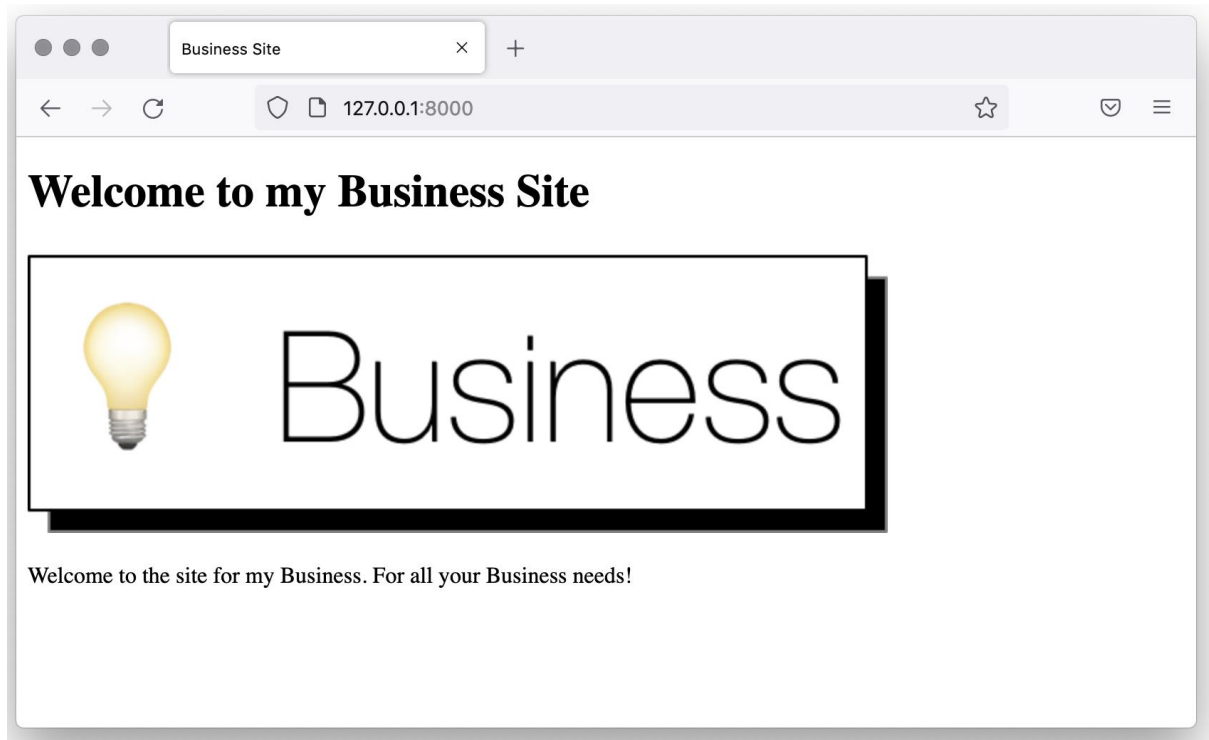 Business Site
127.0.0.1:8000
Welcome to my Business Site
Business
Welcome to the site for my Business. For all your Business needs!